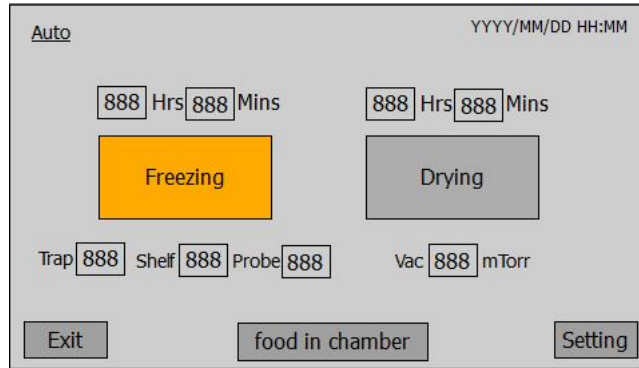 Auto YYYY/MM/DD HH:MM
888 Hrs 888 Mins 888 Hrs 888 Mins
Freezing Drying
Trap 888 Shelf 888 Probe 888 Vac 888 mTorr
Exit food in chamber Setting